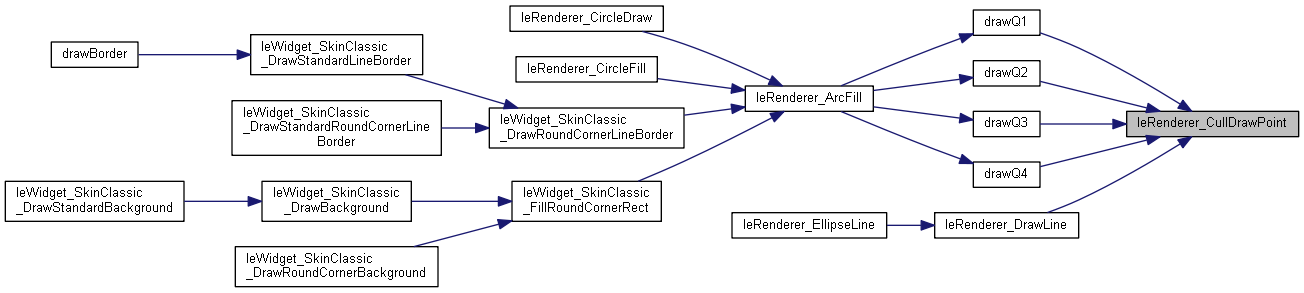 drawBorder
leWidget_SkinClassic
_DrawStandardLineBorder
leWidget_SkinClassic
_DrawStandardRoundCornerLine
Border
leWidget_SkinClassic
_DrawStandardBackground
leWidget_SkinClassic
_DrawBackground
leWidget_SkinClassic
_DrawRoundCornerBackground
leRenderer_CircleDraw
leRenderer_CircleFill
leWidget_SkinClassic
_DrawRoundCornerLineBorder
leWidget_SkinClassic
_FillRoundCornerRect
leRenderer_ArcFill
leRenderer_EllipseLine
drawQ1
drawQ2
drawQ3
drawQ4
leRenderer_DrawLine
leRenderer_CullDrawPoint